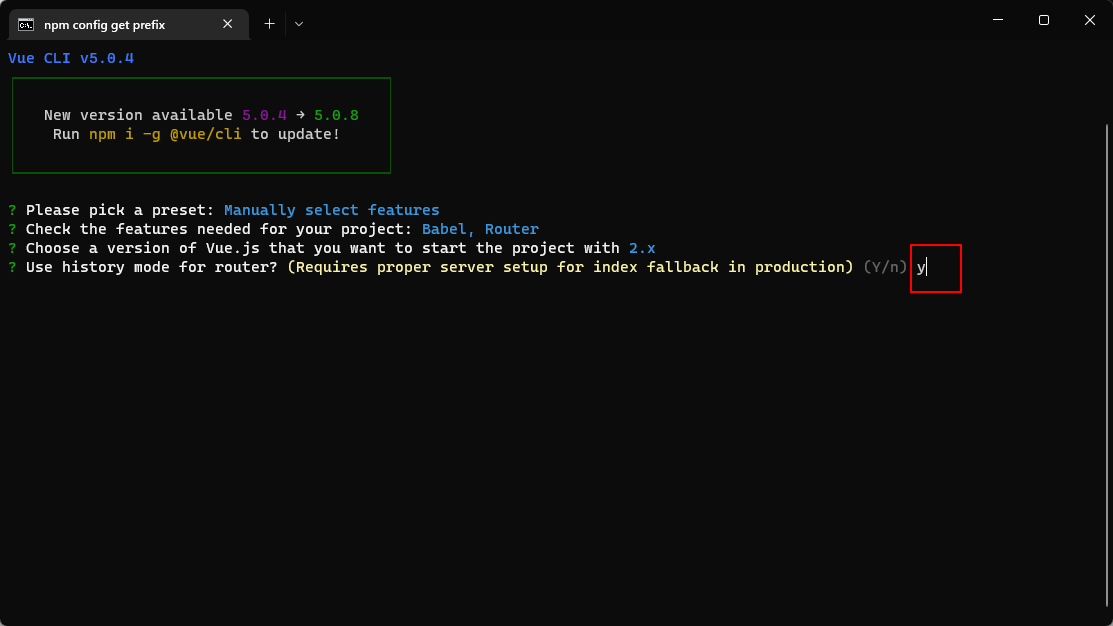 npm config get prefix
Vue CLI v5.0.4
New version available 5.0.4 → 5.0.8
Run npm i -g @vue/cli to update!
? Please pick a preset: Manually select features
? Check the features needed for your project: Babel, Router
? Choose a version of Vue.js that you want to start the project with 2.x
? Use history mode for router? (Requires proper server setup for index fallback in production) (Y/n) y